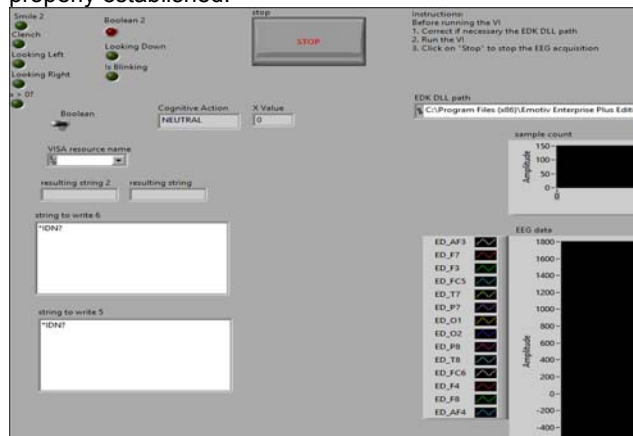 properly established.
Smile 2
Boolean 2
Clench
Looking Left
Looking Down
Looking Right
Is Blinking
x > 0?
Boolean
stop
STOP
Instructions:
Before running the VI
1. Correct if necessary the EDK DLL path
2. Run the VI
3. Click on "Stop" to stop the EEG acquisition
Cognitive Action
NEUTRAL
X Value
0
EDK DLL path
C:\Program Files (x86)\Emotiv Enterprise Plus Edit
VISA resource name
resulting string 2
resulting string
string to write 6
*IDN?
string to write 5
*IDN?
sample count
Amplitude
150
100
50
0
0
EEG data
ED_AF3
ED_F7
ED_F3
ED_FC5
ED_T7
ED_P7
ED_O1
ED_O2
ED_P8
ED_T8
ED_FC6
ED_F4
ED_F8
ED_AF4
Amplitude
1800
1600
1400
1200
1000
800
600
400
200
0
-200
-400